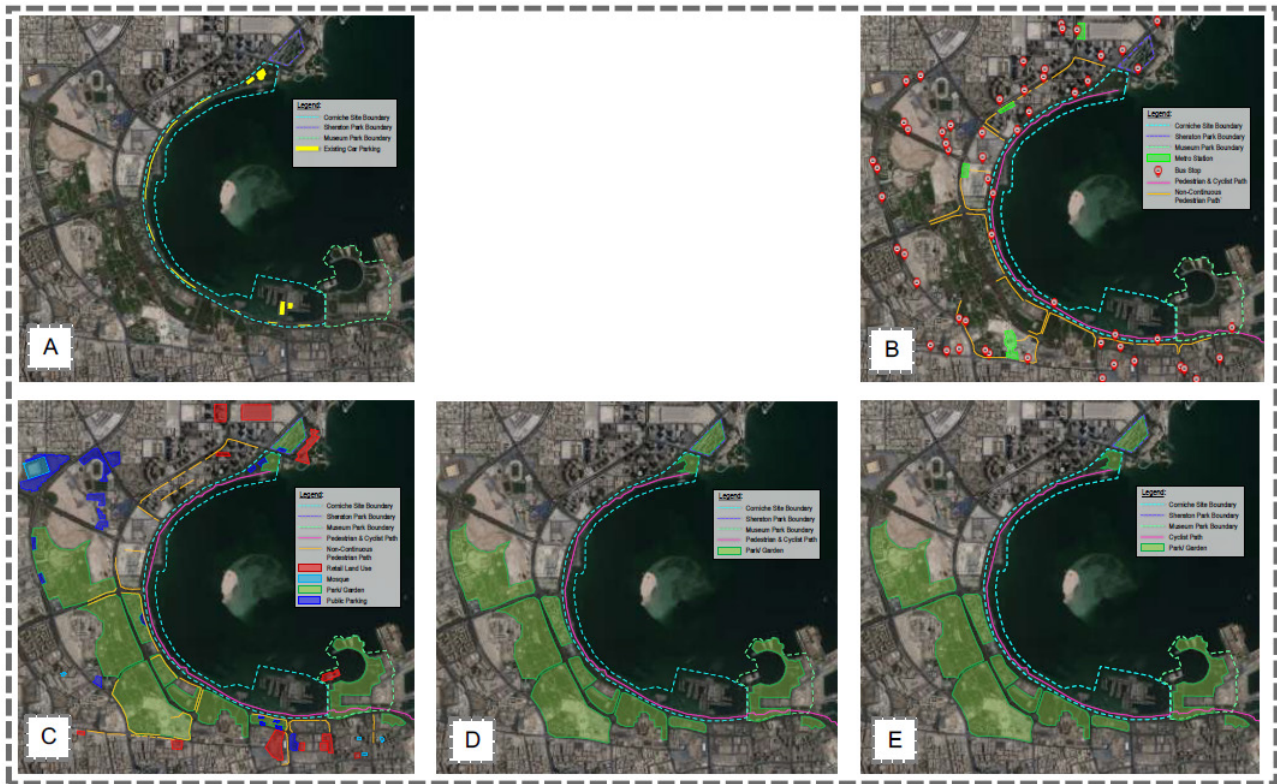 Legend:
Corniche Site Boundary
Sheraton Park Boundary
Museum Park Boundary
Existing Car Parking
A
Legend:
Corniche Site Boundary
Sheraton Park Boundary
Museum Park Boundary
Metro Station
Bus Stop
Pedestrian & Cyclist Path
Non-Continuous
Pedestrian Path'
B
Legend:
Corniche Site Boundary
Sheraton Park Boundary
Museum Park Boundary
Pedestrian & Cyclist Path
Non-Continuous
Pedestrian Path
Retail Land Use
Mosque
Park/ Garden
Public Parking
C
Legend:
Corniche Site Boundary
Sheraton Park Boundary
Museum Park Boundary
Pedestrian & Cyclist Path
Park/ Garden
D
Legend:
Corniche Site Boundary
Sheraton Park Boundary
Museum Park Boundary
Cyclist Path
Park/ Garden
E